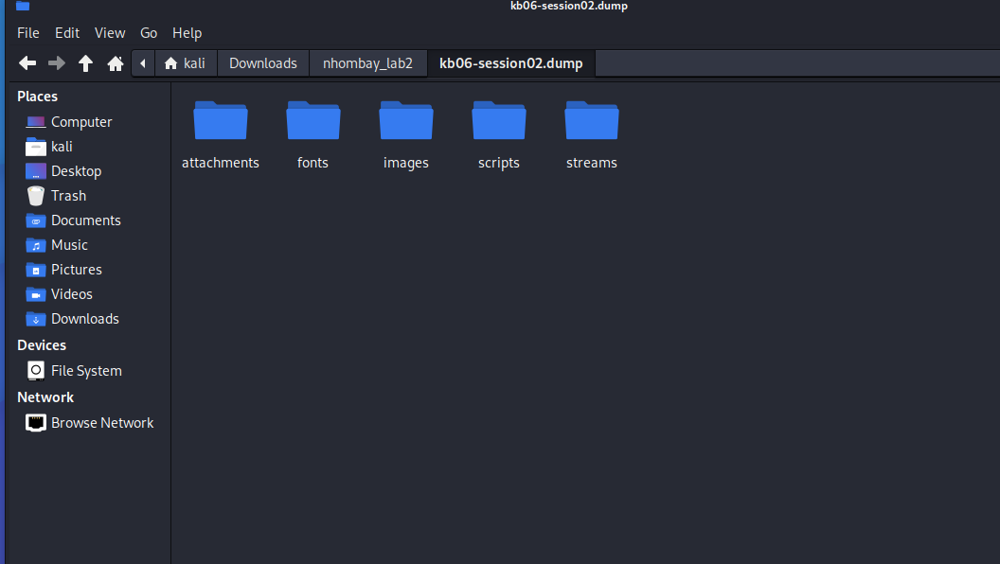 kb06-session02.dump
File Edit View Go Help
kali Downloads nhombay_lab2 kb06-session02.dump
Places
Computer
kali
Desktop
Trash
Documents
Music
Pictures
Videos
Downloads
Devices
File System
Network
Browse Network
attachments fonts images scripts streams